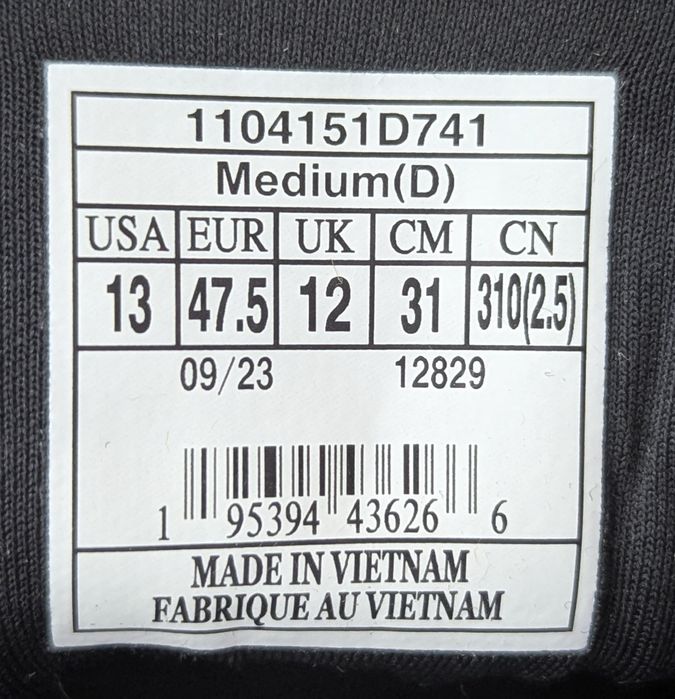 1104151D741
Medium(D)
USA EUR UK CM CN
13 47.5 12 31 310(2.5)
09/23 12829
1 95394 43626 6
MADE IN VIETNAM
FABRIQUE AU VIETNAM